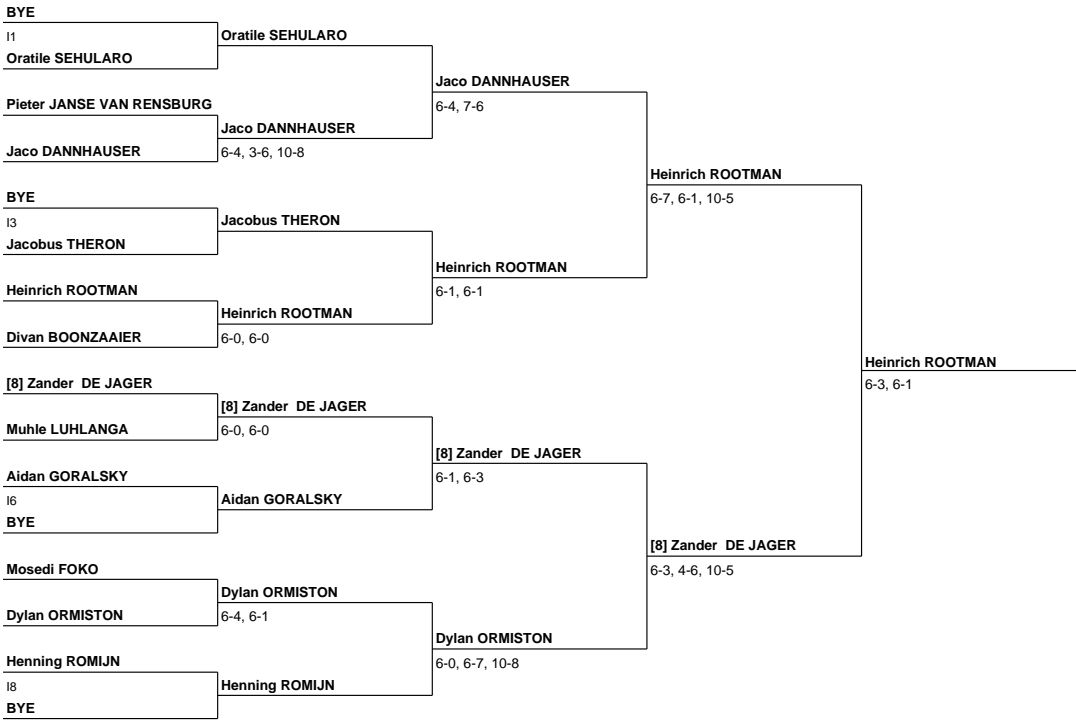 BYE
I1
Oratile SEHULARO
Oratile SEHULARO
Pieter JANSE VAN RENSBURG
Jaco DANNHAUSER
Jaco DANNHAUSER
6-4, 3-6, 10-8
Jaco DANNHAUSER
6-4, 7-6
BYE
I3
Jacobus THERON
Jacobus THERON
Heinrich ROOTMAN
Divan BOONZAAIER
Heinrich ROOTMAN
6-0, 6-0
Heinrich ROOTMAN
6-1, 6-1
Heinrich ROOTMAN
6-7, 6-1, 10-5
[8] Zander  DE JAGER
Muhle LUHLANGA
[8] Zander  DE JAGER
6-0, 6-0
Aidan GORALSKY
I6
BYE
Aidan GORALSKY
[8] Zander  DE JAGER
6-1, 6-3
Mosedi FOKO
Dylan ORMISTON
Dylan ORMISTON
6-4, 6-1
Henning ROMIJN
I8
BYE
Henning ROMIJN
Dylan ORMISTON
6-0, 6-7, 10-8
[8] Zander  DE JAGER
6-3, 4-6, 10-5
Heinrich ROOTMAN
6-3, 6-1